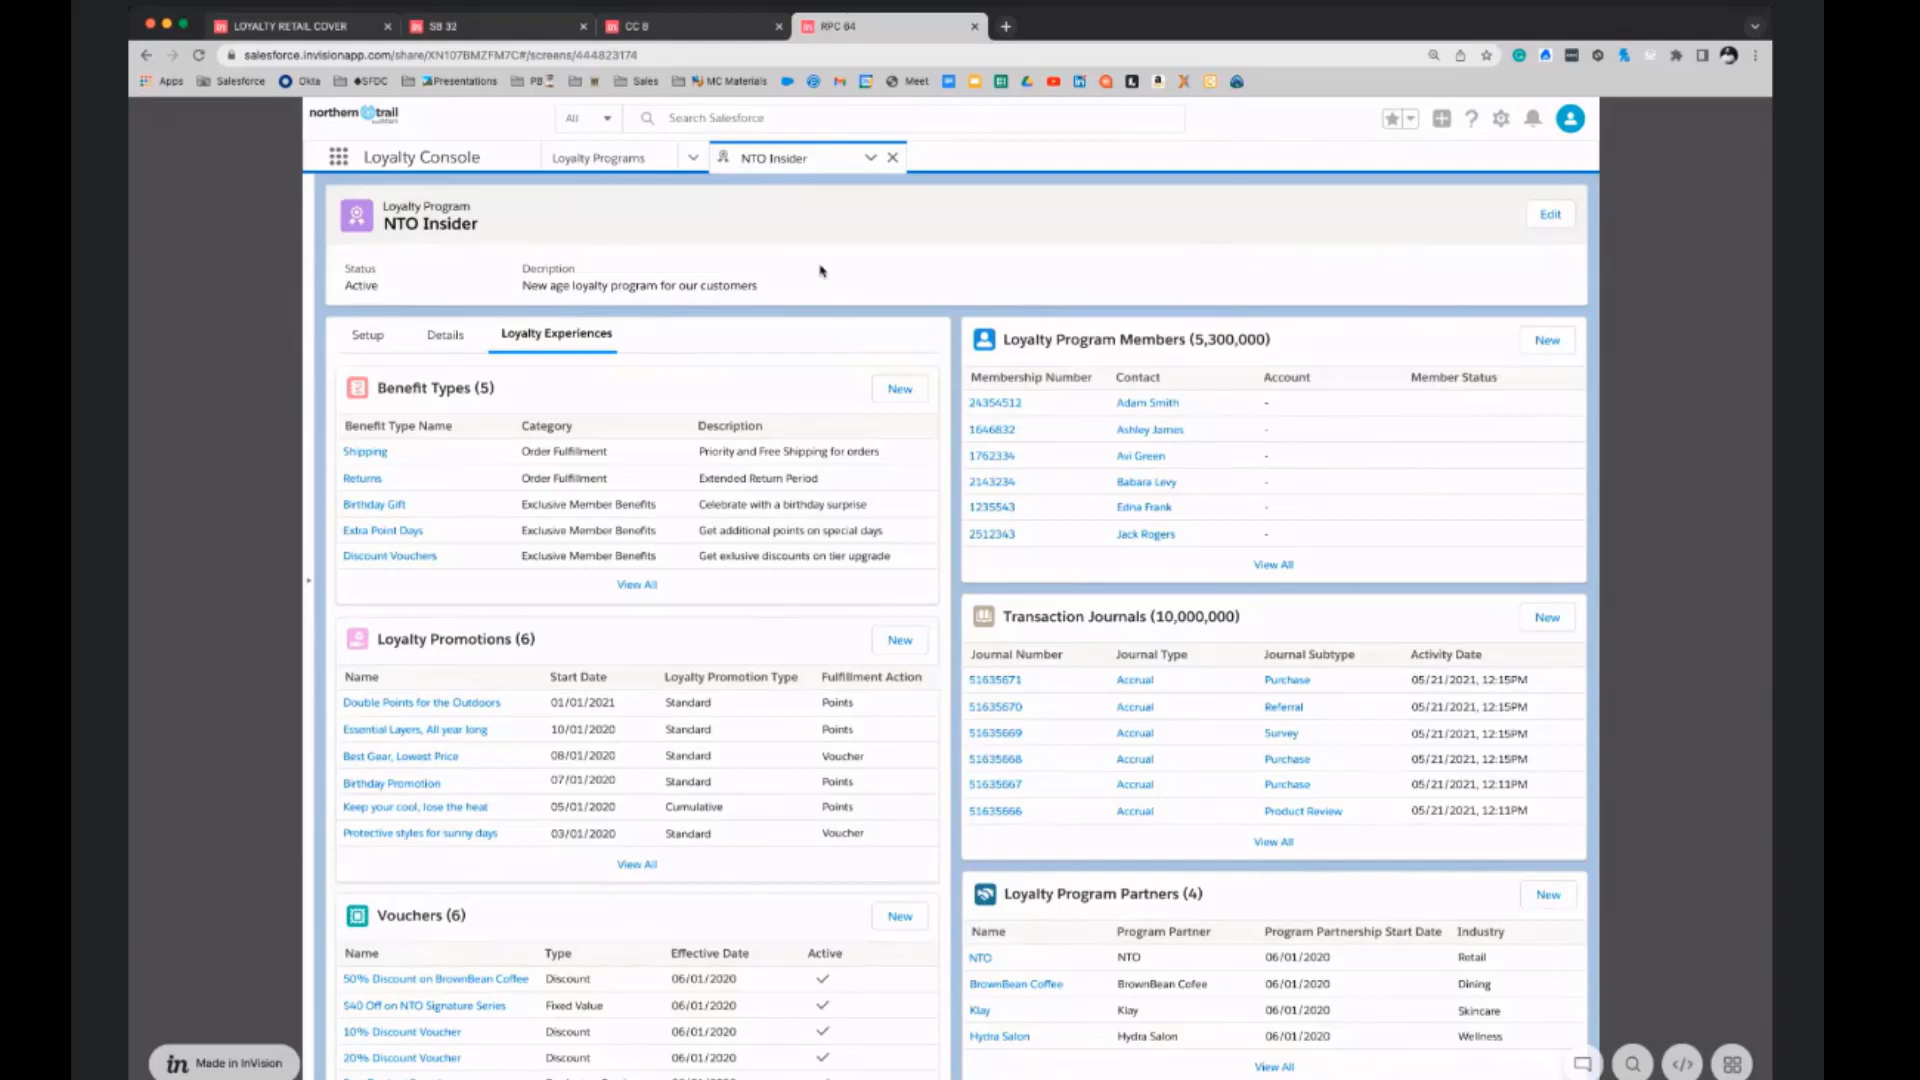 LOYALTY RETAIL COVER
SB 32
CC 8
RPC 64
salesforce.invisionapp.com/share/XN107BMZFM7C#/screens/444823174
Apps Salesforce Okta ◆SFDC Presentations PB Sales MC Materials Meet
northern trail
All
Search Salesforce
Loyalty Console
Loyalty Programs
NTO Insider
Loyalty Program
NTO Insider
Edit
Status
Active
Decription
New age loyalty program for our customers
Setup
Details
Loyalty Experiences
Benefit Types (5)
New
Benefit Type Name Category Description
Shipping Order Fulfillment Priority and Free Shipping for orders
Returns Order Fulfillment Extended Return Period
Birthday Gift Exclusive Member Benefits Celebrate with a birthday surprise
Extra Point Days Exclusive Member Benefits Get additional points on special days
Discount Vouchers Exclusive Member Benefits Get exlusive discounts on tier upgrade
View All
Loyalty Promotions (6)
New
Name Start Date Loyalty Promotion Type Fulfillment Action
Double Points for the Outdoors 01/01/2021 Standard Points
Essential Layers, All year long 10/01/2020 Standard Points
Best Gear, Lowest Price 08/01/2020 Standard Voucher
Birthday Promotion 07/01/2020 Standard Points
Keep your cool, lose the heat 05/01/2020 Cumulative Points
Protective styles for sunny days 03/01/2020 Standard Voucher
View All
Vouchers (6)
New
Name Type Effective Date Active
50% Discount on BrownBean Coffee Discount 06/01/2020
$40 Off on NTO Signature Series Fixed Value 06/01/2020
10% Discount Voucher Discount 06/01/2020
20% Discount Voucher Discount 06/01/2020
Loyalty Program Members (5,300,000)
New
Membership Number Contact Account Member Status
24354512 Adam Smith -
1646832 Ashley James -
1762334 Avi Green -
2143234 Babara Levy -
1235543 Edna Frank -
2512343 Jack Rogers -
View All
Transaction Journals (10,000,000)
New
Journal Number Journal Type Journal Subtype Activity Date
51635671 Accrual Purchase 05/21/2021, 12:15PM
51635670 Accrual Referral 05/21/2021, 12:15PM
51635669 Accrual Survey 05/21/2021, 12:15PM
51635668 Accrual Purchase 05/21/2021, 12:15PM
51635667 Accrual Purchase 05/21/2021, 12:11PM
51635666 Accrual Product Review 05/21/2021, 12:11PM
View All
Loyalty Program Partners (4)
New
Name Program Partner Program Partnership Start Date Industry
NTO NTO 06/01/2020 Retail
BrownBean Coffee BrownBean Cofee 06/01/2020 Dining
Klay Klay 06/01/2020 Skincare
Hydra Salon Hydra Salon 06/01/2020 Wellness
View All
in Made in InVision